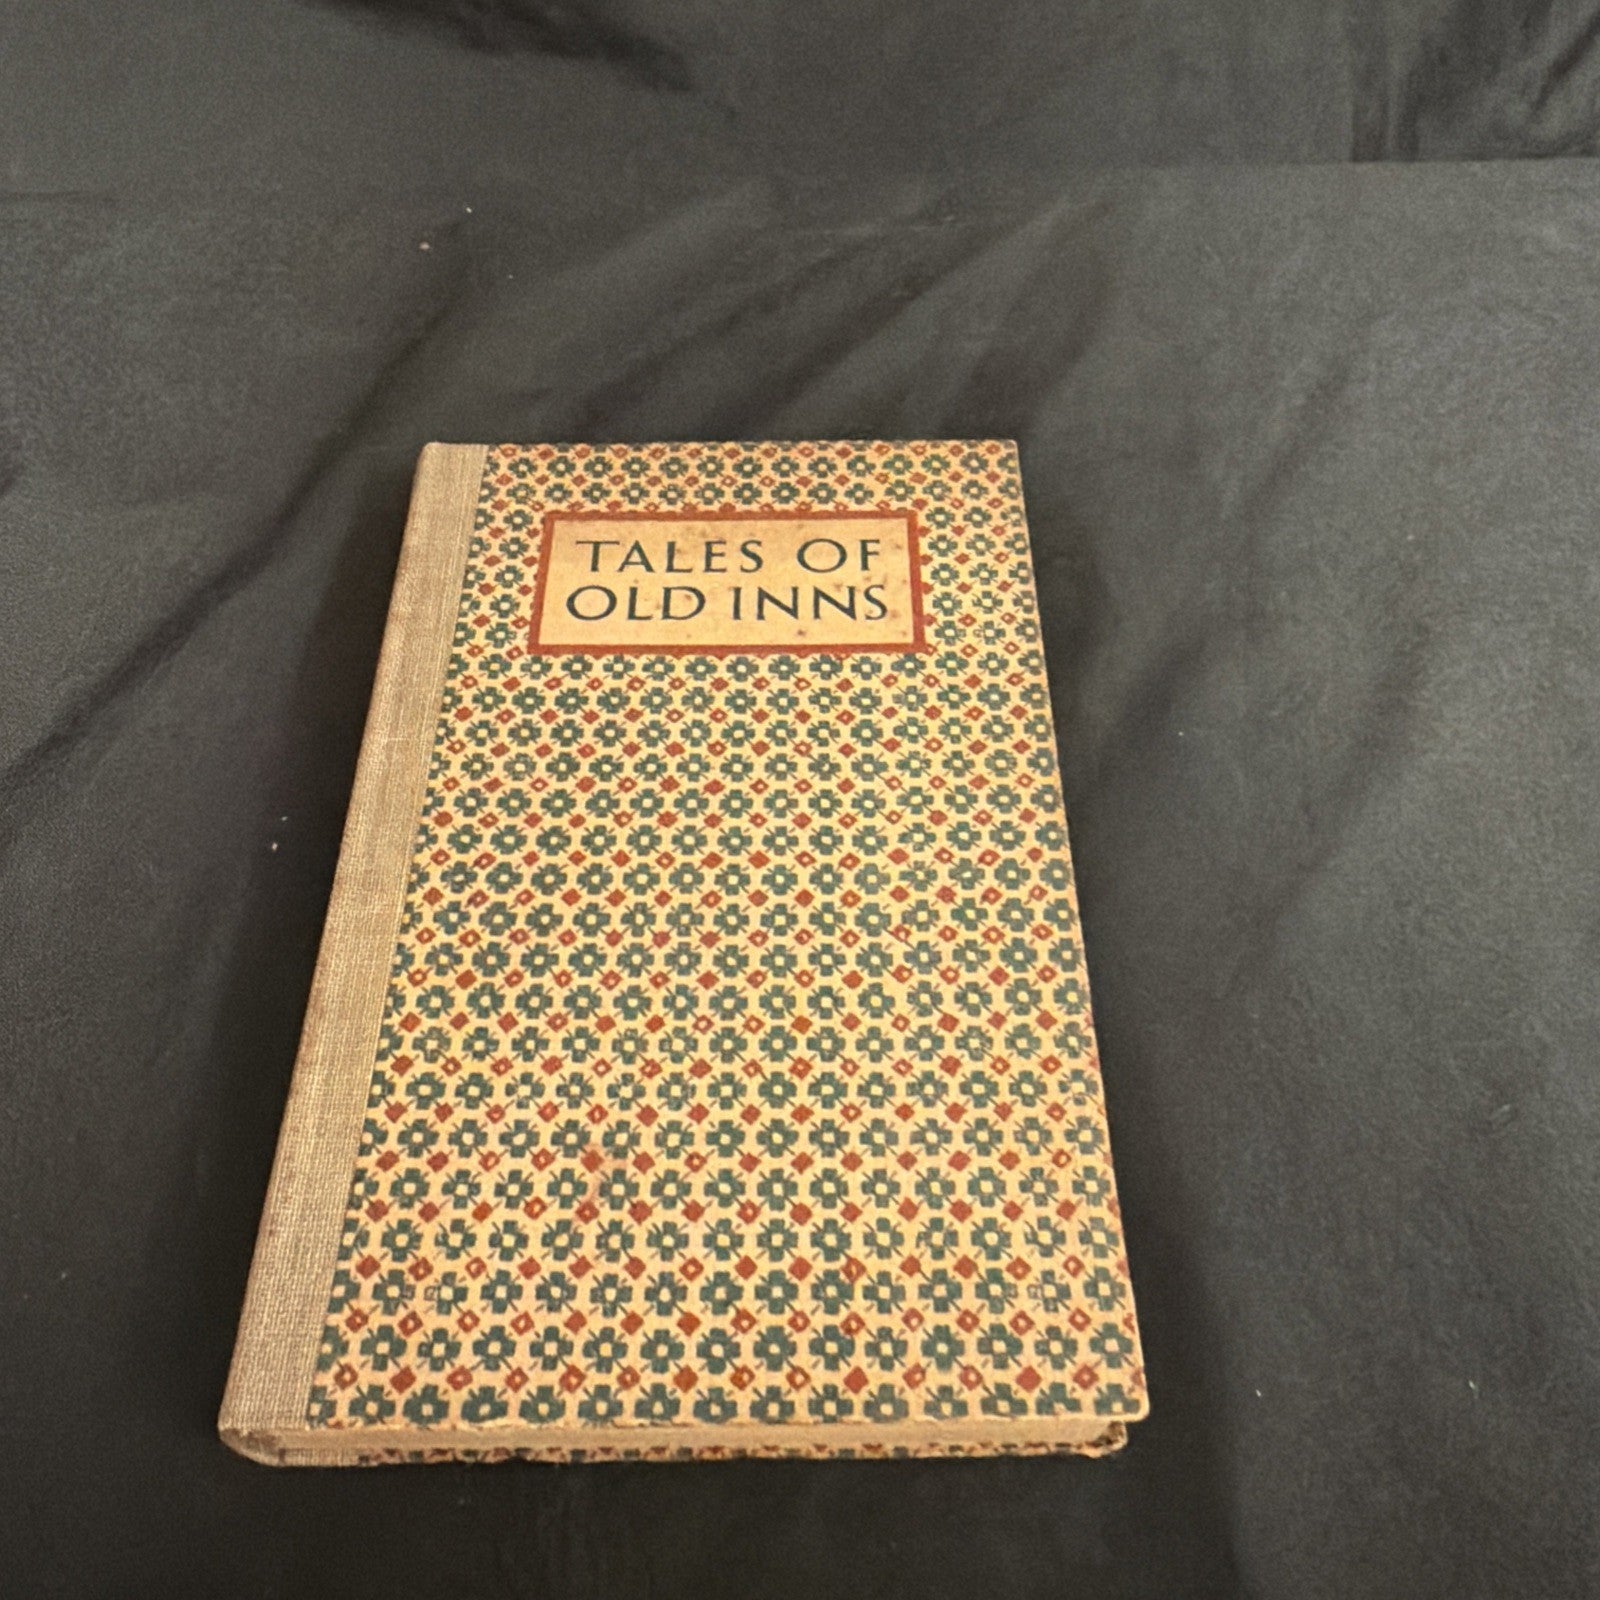 TALES OF
OLD INNS